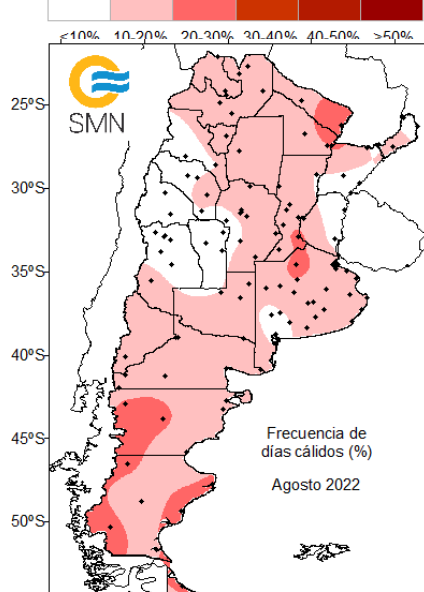 <10% 10-20% 20-30% 30-40% 40-50% >50%
SMN
25ºS
30ºS
35ºS
40ºS
45ºS
50ºS
Frecuencia de
días cálidos (%)
Agosto 2022